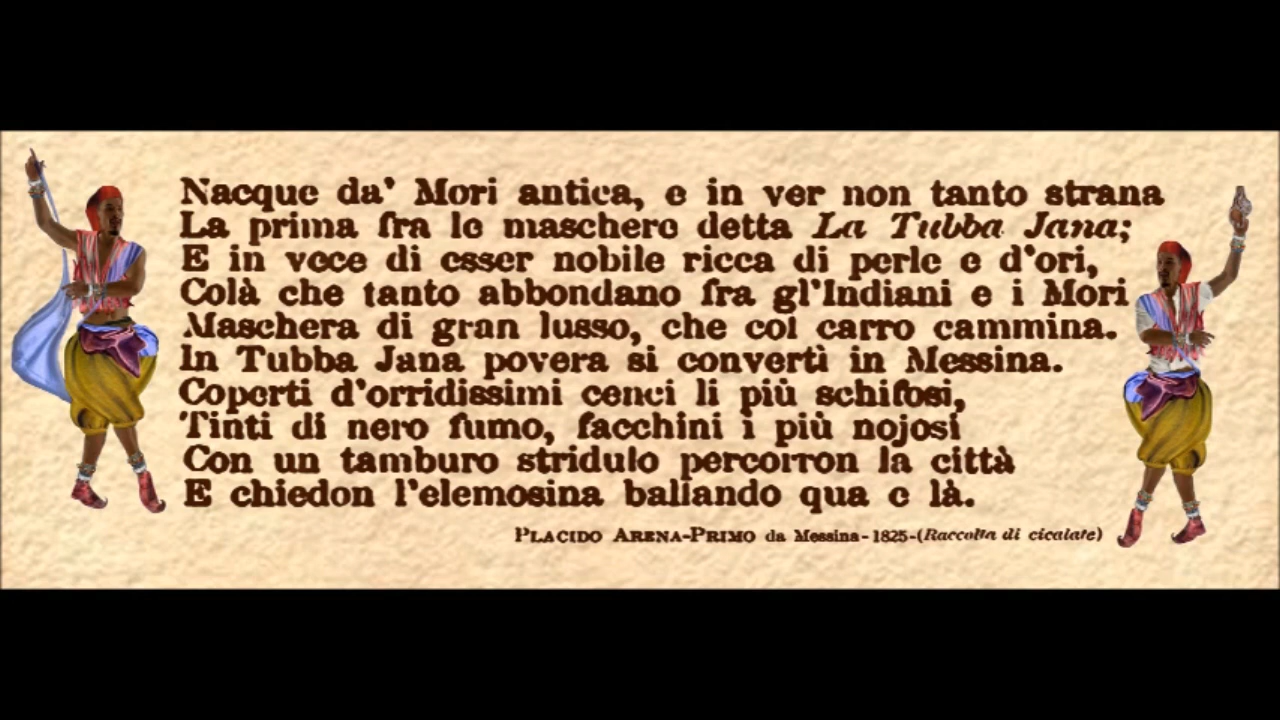 Nacque da' Mori antica, e in ver non tanto strana
La prima fra le maschere detta La Tubba Jana;
E in vece di esser nobile ricca di perle e d'ori,
Colà che tanto abbondano fra gl'Indiani e i Mori
Maschera di gran lusso, che col carro cammina.
In Tubba Jana povera si convertì in Messina.
Coperti d'orridissimi cenci li più schifosi,
Tinti di nero fumo, facchini i più nojosi
Con un tamburo stridulo percorron la città
E chiedon l'elemosina ballando qua e là.
PLACIDO ARENA-PRIMO da Messina-1825-(Raccolta di cicalate)